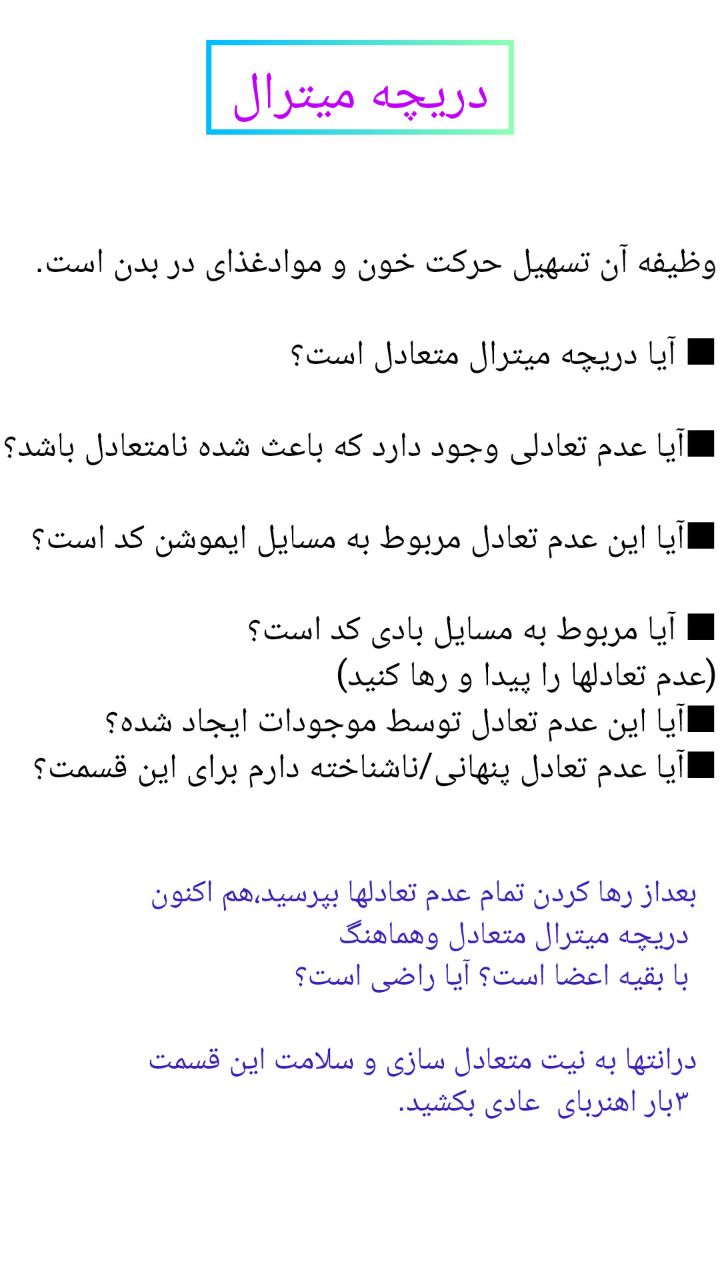 دریچه میترال
وظیفه آن تسهیل حرکت خون و موادغذای در بدن است.
■ آیا دریچه میترال متعادل است؟
■آیا عدم تعادلی وجود دارد که باعث شده نامتعادل باشد؟
■آیا این عدم تعادل مربوط به مسایل ایموشن کد است؟
■ آیا مربوط به مسایل بادی کد است؟
(عدم تعادلها را پیدا و رها کنید)
■آیا این عدم تعادل توسط موجودات ایجاد شده؟
■آیا عدم تعادل پنهانی/ناشناخته دارم برای این قسمت؟
بعداز رها کردن تمام عدم تعادلها بپرسید،هم اکنون
دریچه میترال متعادل وهماهنگ
با بقیه اعضا است؟ آیا راضی است؟
درانتها به نیت متعادل سازی و سلامت این قسمت
۳بار اهنربای  عادی بکشید.